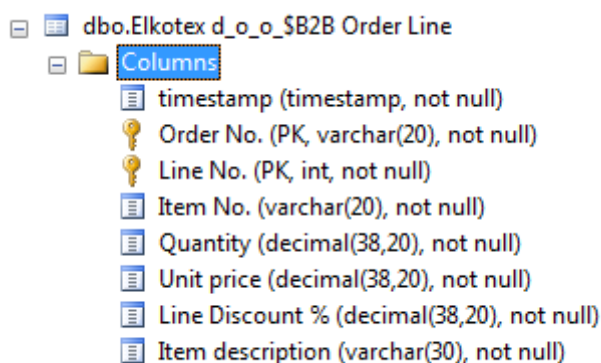 dbo.Elkotex d_o_o_$B2B Order Line
Columns
timestamp (timestamp, not null)
Order No. (PK, varchar(20), not null)
Line No. (PK, int, not null)
Item No. (varchar(20), not null)
Quantity (decimal(38,20), not null)
Unit price (decimal(38,20), not null)
Line Discount % (decimal(38,20), not null)
Item description (varchar(30), not null)